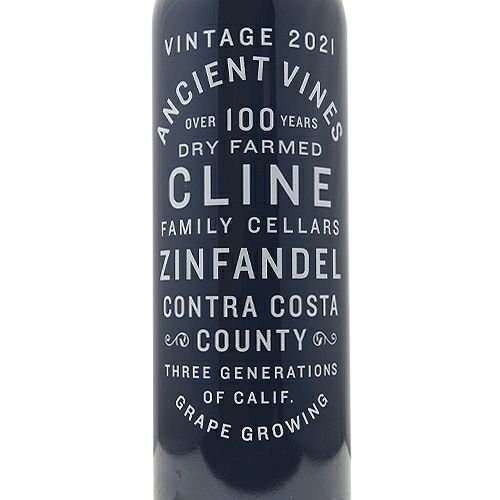 VINTAGE 2021
ANCIENT VINES
OVER 100 YEARS
DRY FARMED
CLINE
FAMILY CELLARS
ZINFANDEL
CONTRA COSTA
COUNTY
THREE GENERATIONS
OF CALIF.
GRAPE GROWING